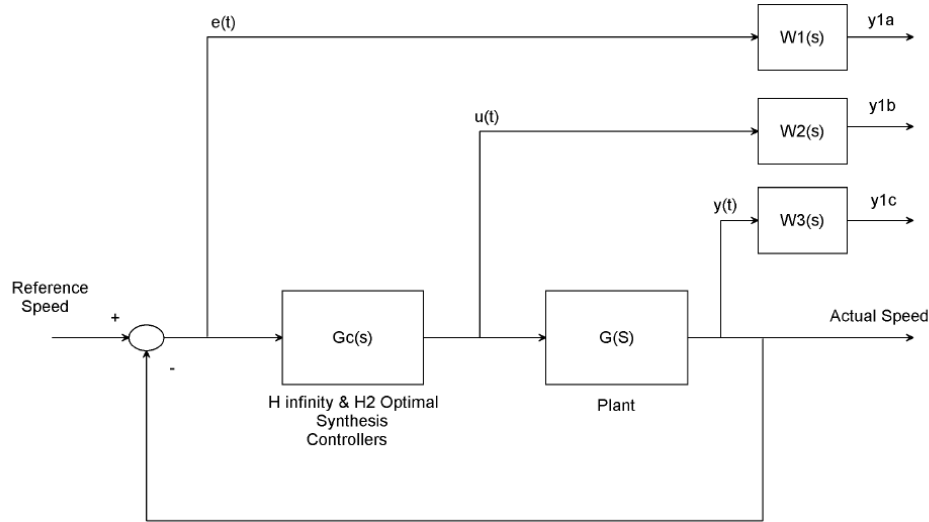 e(t)
W1(s)
y1a
u(t)
W2(s)
y1b
y(t)
W3(s)
y1c
Reference
Speed
+
-
Gc(s)
G(S)
Actual Speed
H infinity & H2 Optimal
Synthesis
Controllers
Plant